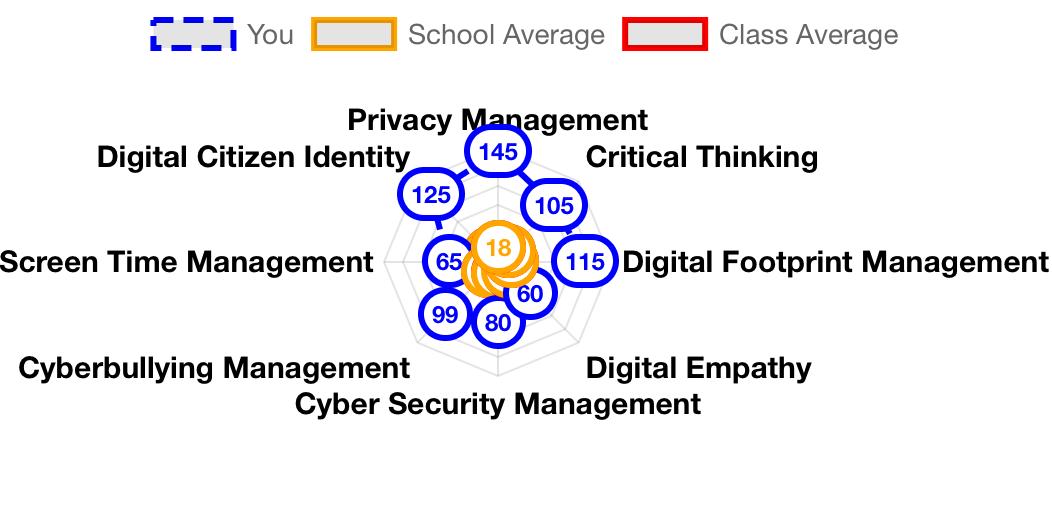 You School Average Class Average
Privacy Management
Digital Citizen Identity Critical Thinking
145
125
105
18
Screen Time Management 65 115 Digital Footprint Management
60
99
80
Cyberbullying Management Digital Empathy
Cyber Security Management